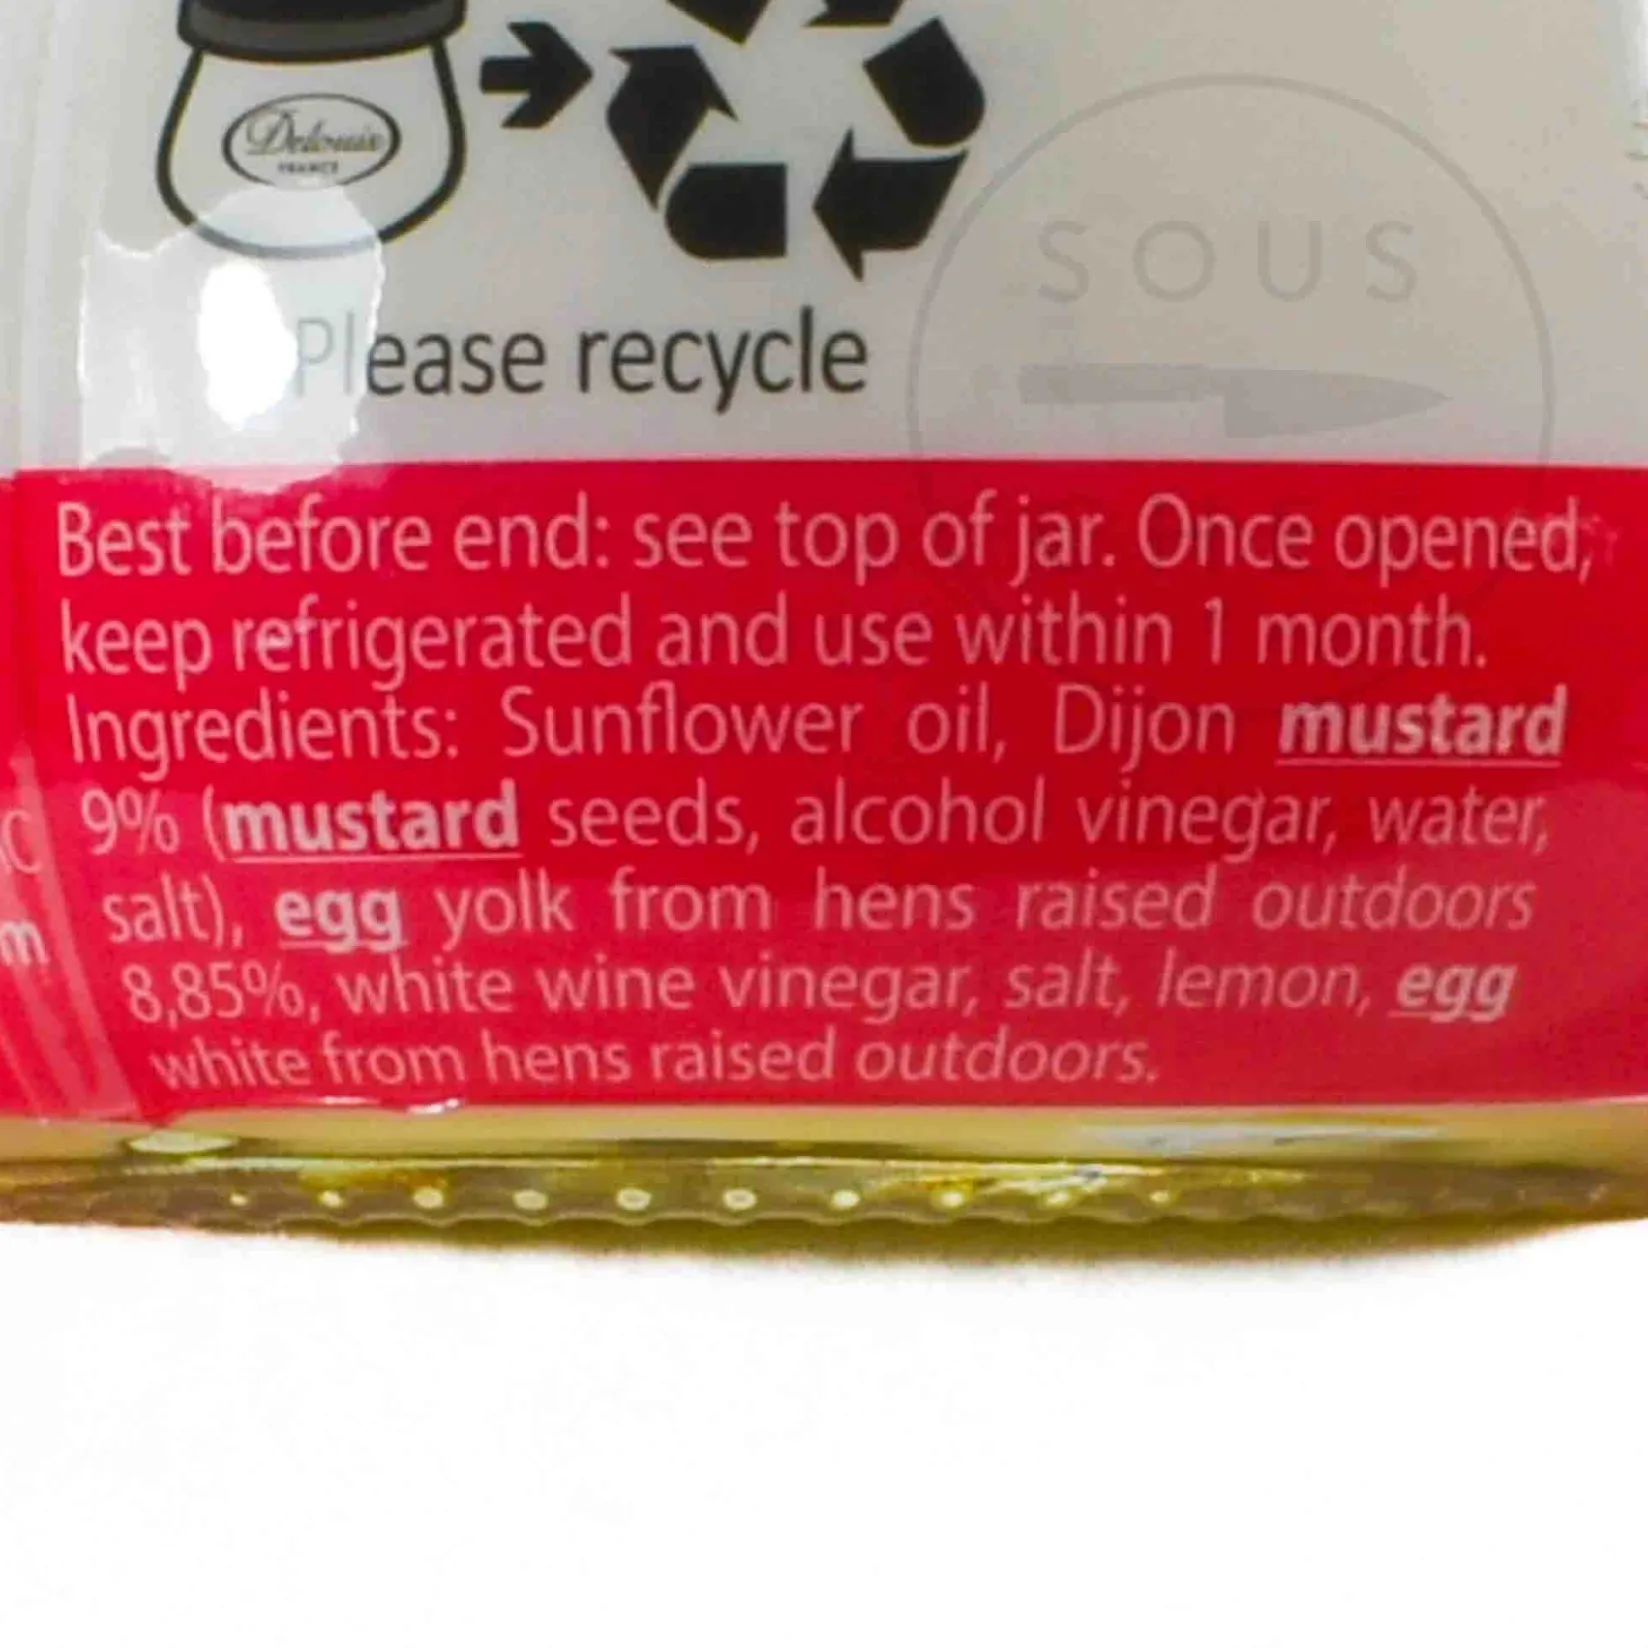 Delouis
FRANCE
SOUS
Please recycle
Best before end: see top of jar. Once opened,
keep refrigerated and use within 1 month.
Ingredients: Sunflower oil, Dijon mustard
9% (mustard seeds, alcohol vinegar, water,
salt), egg yolk from hens raised outdoors
8,85%, white wine vinegar, salt, lemon, egg
white from hens raised outdoors.